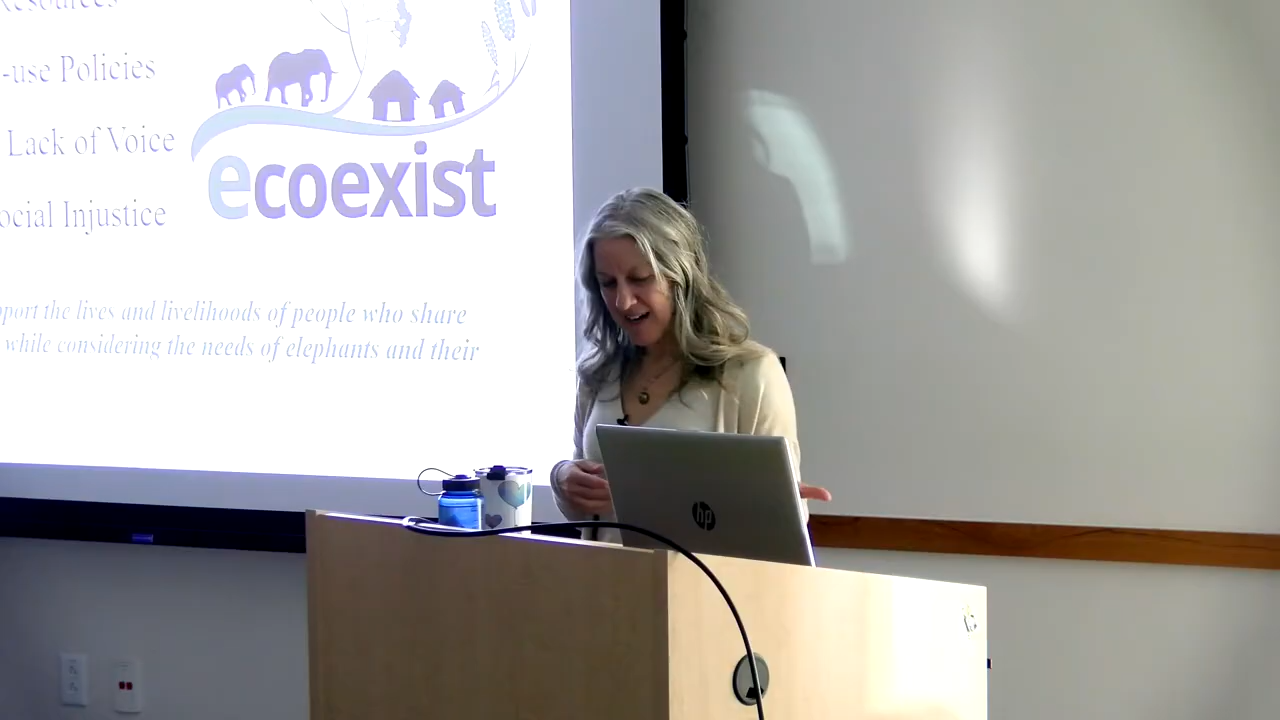 Resources
-use Policies
Lack of Voice
ocial Injustice
ecoexist
pport the lives and livelihoods of people who share
while considering the needs of elephants and their
hp